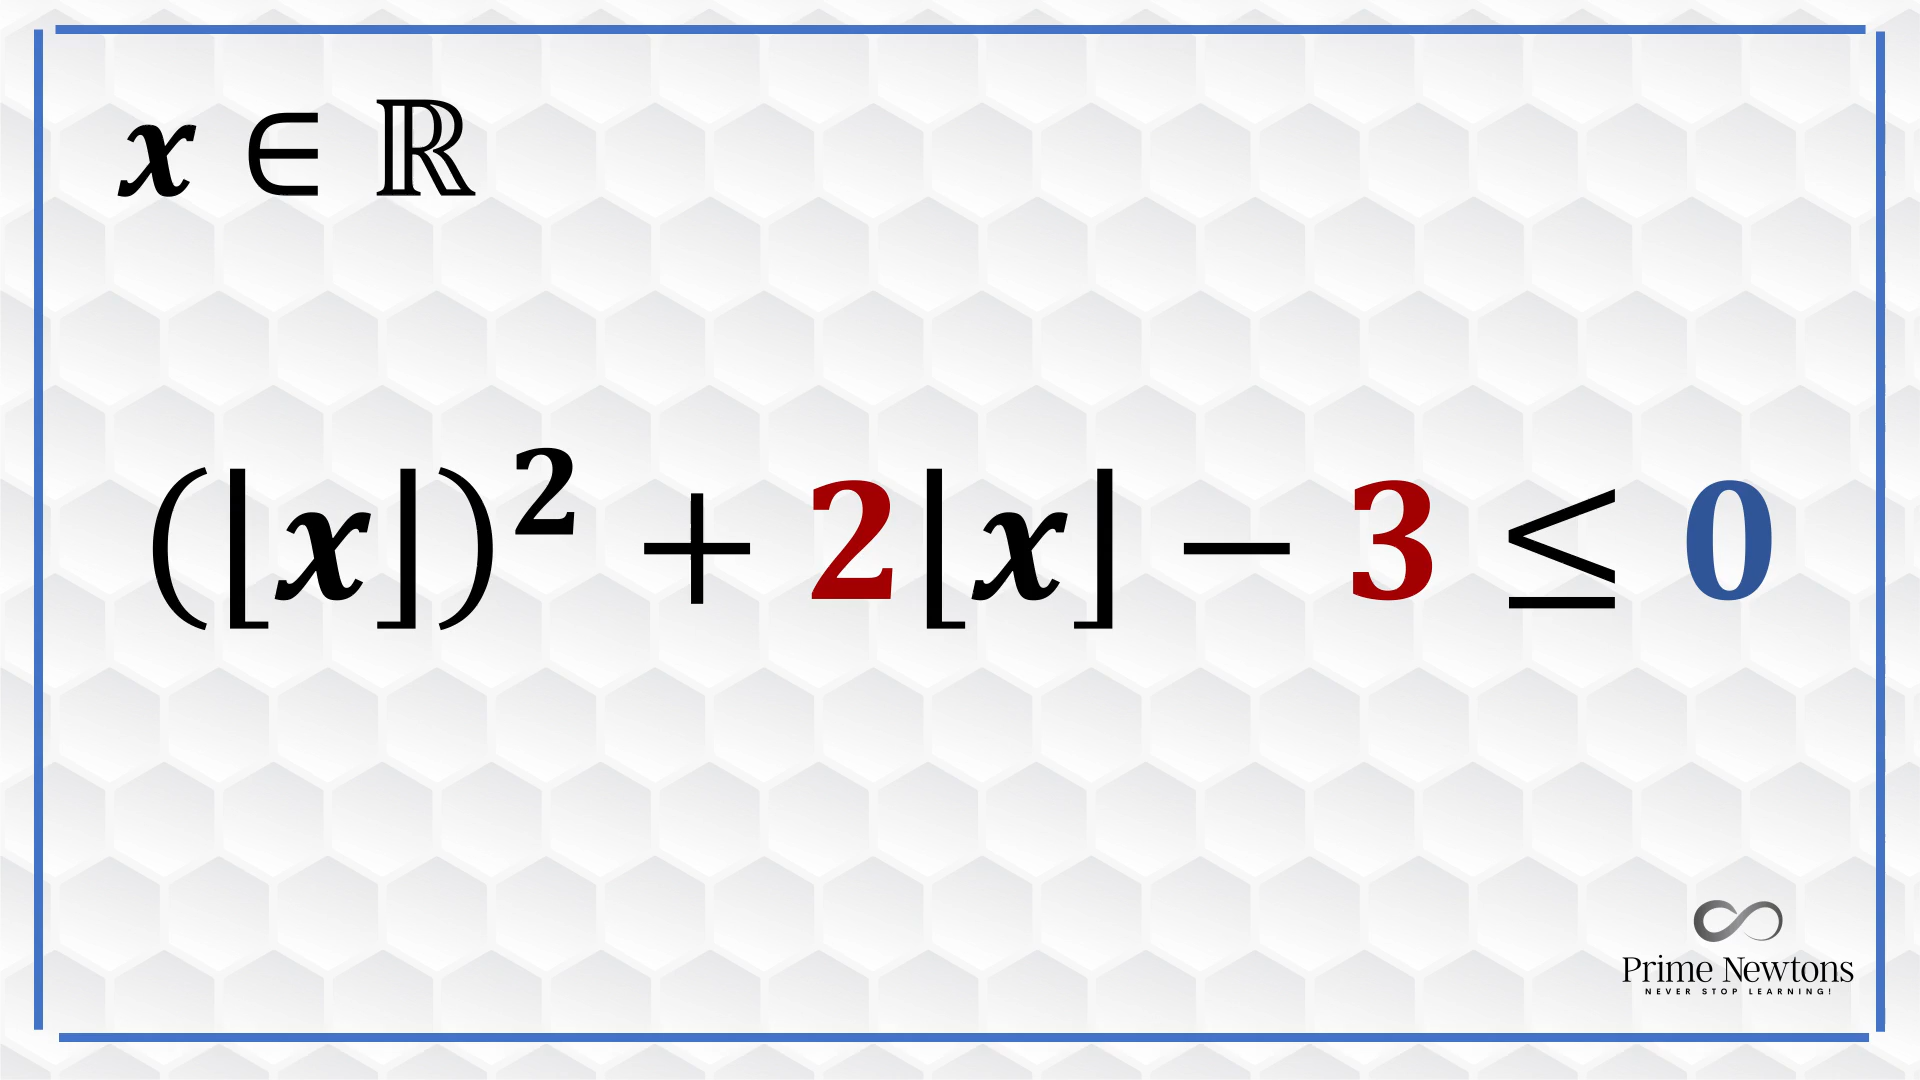 x ∈ ℝ
(⌊x⌋)² + 2⌊x⌋ − 3 ≤ 0
Prime Newtons
NEVER STOP LEARNING!